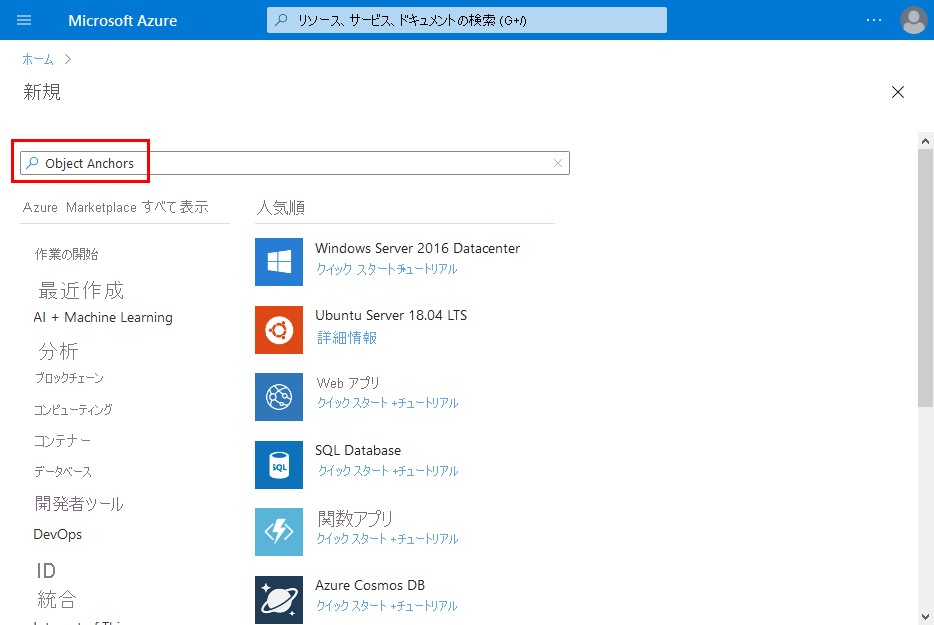 Microsoft Azure
リソース、サービス、ドキュメントの検索 (G+/)
ホーム
新規
Object Anchors
Azure Marketplace すべて表示
人気順
作業の開始
最近作成
AI + Machine Learning
分析
ブロックチェーン
コンピューティング
コンテナー
データベース
開発者ツール
DevOps
ID
統合
Windows Server 2016 Datacenter
クイック スタートチュートリアル
Ubuntu Server 18.04 LTS
詳細情報
Web アプリ
クイック スタート +チュートリアル
SQL
SQL Database
クイック スタート +チュートリアル
関数アプリ
クイック スタート +チュートリアル
Azure Cosmos DB
クイック スタート +チュートリアル